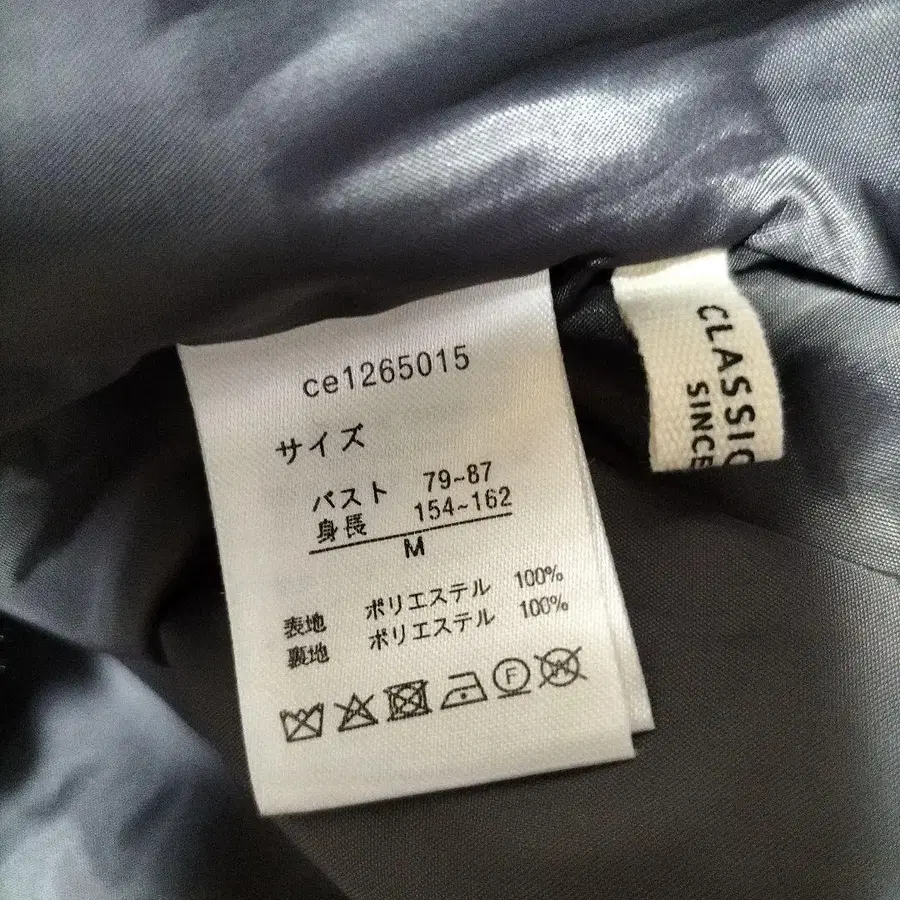 ce1265015
サイズ
バスト 79~87
身長 154~162
M
表地 ポリエステル 100%
裏地 ポリエステル 100%
F
W
CLASSIC
SINCE